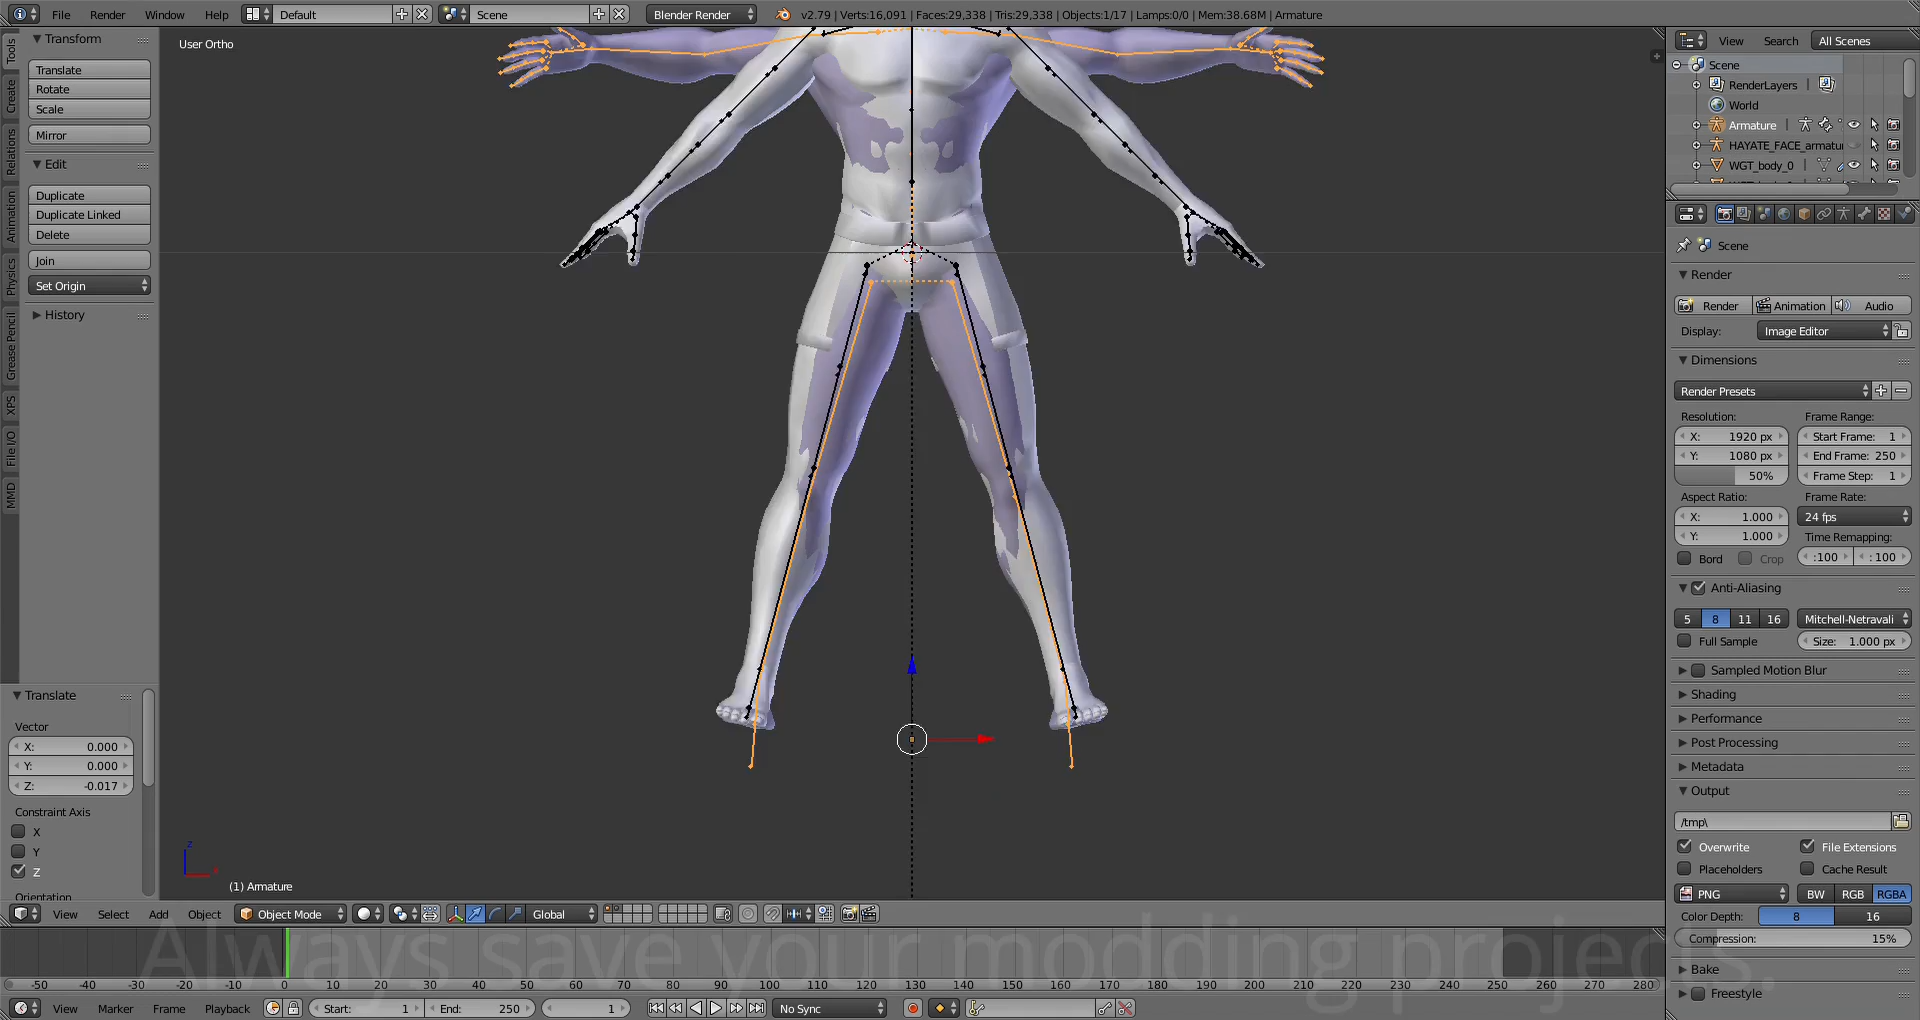 File Render Window Help Default Scene Blender Render v2.79 | Verts:16,091 | Faces:29,338 | Tris:29,338 | Objects:1/17 | Lamps:0/0 | Mem:38.68M | Armature
Tools
Create
Relations
Animation
Physics
Grease Pencil
XPS
File I/O
MMD
Transform
Translate
Rotate
Scale
Mirror
Edit
Duplicate
Duplicate Linked
Delete
Join
Set Origin
History
Translate
Vector
X: 0.000
Y: 0.000
Z: -0.017
Constraint Axis
X
Y
Z
Orientation
User Ortho
z
(1) Armature
View Select Add Object Object Mode Global
Always save your modding projects.
-50 -40 -30 -20 -10 0 10 20 30 40 50 60 70 80 90 100 110 120 130 140 150 160 170 180 190 200 210 220 230 240 250 260 270 280
View Marker Frame Playback Start: 1 End: 250 1 No Sync
View Search All Scenes
Scene
RenderLayers
World
Armature
HAYATE_FACE_armatur
WGT_body_0
Scene
Render
Render Animation Audio
Display: Image Editor
Dimensions
Render Presets
Resolution: Frame Range:
X: 1920 px Start Frame: 1
Y: 1080 px End Frame: 250
50% Frame Step: 1
Aspect Ratio: Frame Rate:
X: 1.000 24 fps
Y: 1.000 Time Remapping:
Bord Crop :100 : 100
Anti-Aliasing
5 8 11 16 Mitchell-Netravali
Full Sample Size: 1.000 px
Sampled Motion Blur
Shading
Performance
Post Processing
Metadata
Output
/tmp\
Overwrite File Extensions
Placeholders Cache Result
PNG BW RGB RGBA
Color Depth: 8 16
Compression: 15%
Bake
Freestyle